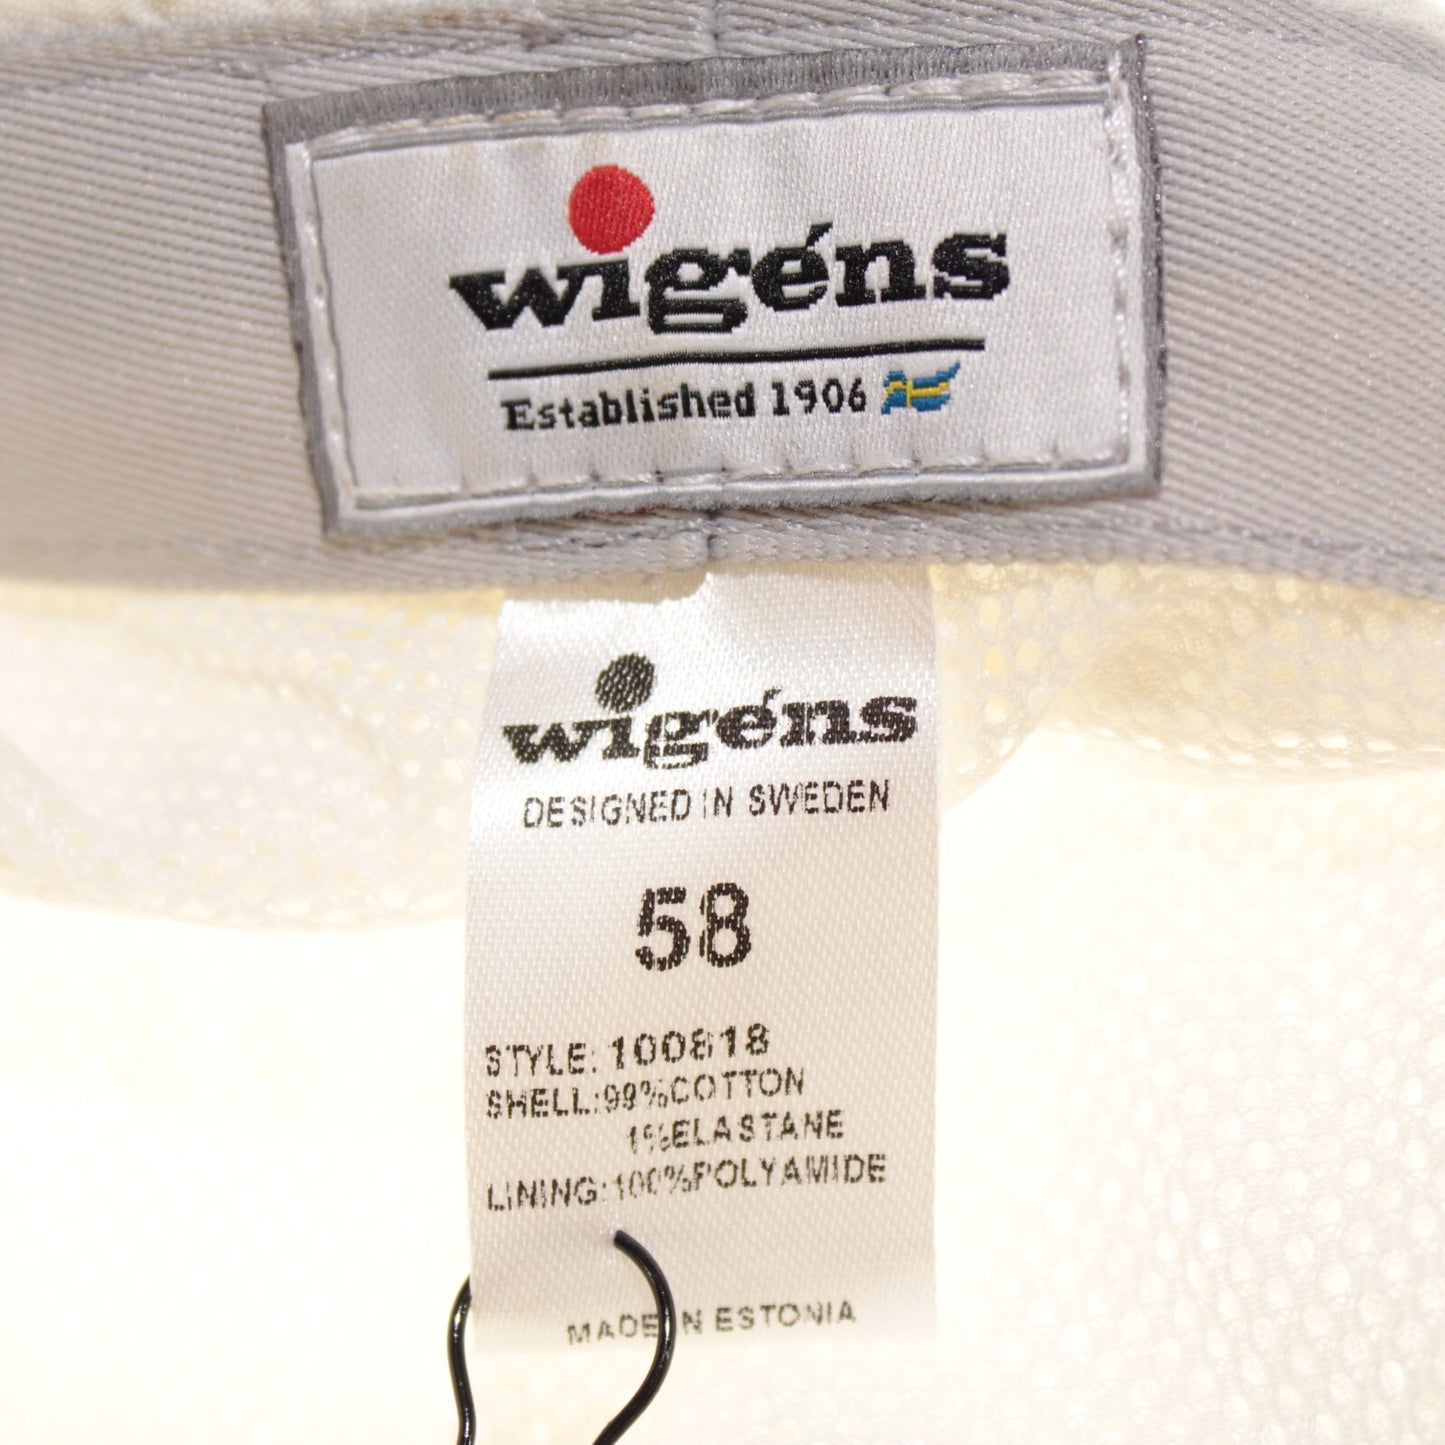 wigéns
Established 1906
wigéns
DESIGNED IN SWEDEN
58
STYLE: 100818
SHELL:99%COTTON
1%ELASTANE
LINING:100%POLYAMIDE
MADE IN ESTONIA